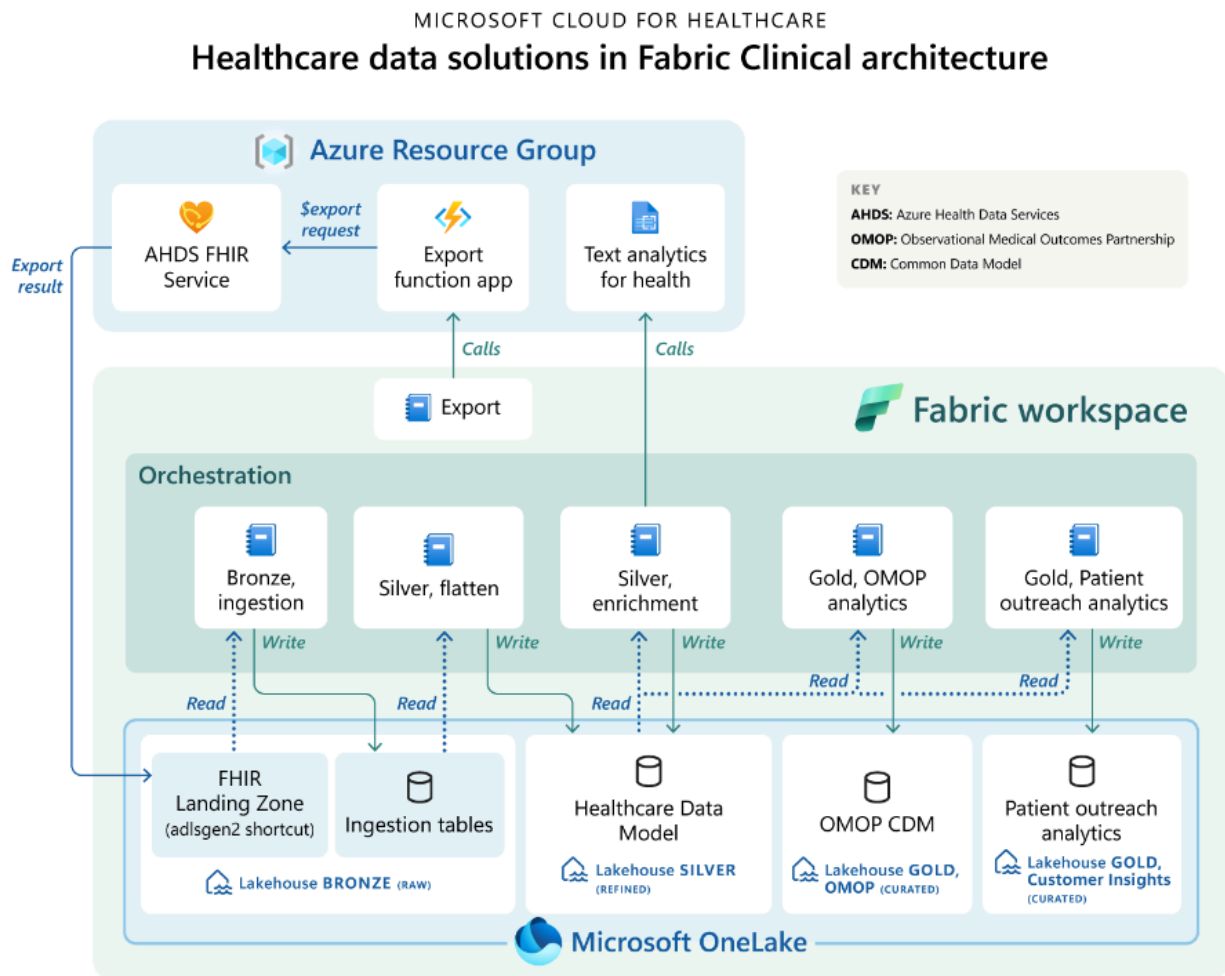 MICROSOFT CLOUD FOR HEALTHCARE
Healthcare data solutions in Fabric Clinical architecture
Azure Resource Group
AHDS FHIR
Service
$export
request
Export
function app
Text analytics
for health
KEY
AHDS: Azure Health Data Services
OMOP: Observational Medical Outcomes Partnership
CDM: Common Data Model
Export
result
Calls
Calls
Export
Fabric workspace
Orchestration
Bronze,
ingestion
Silver, flatten
Silver,
enrichment
Gold, OMOP
analytics
Gold, Patient
outreach analytics
Write
Write
Write
Write
Write
Read
Read
Read
Read
Read
FHIR
Landing Zone
(adlsgen2 shortcut)
Ingestion tables
Lakehouse BRONZE (RAW)
Healthcare Data
Model
Lakehouse SILVER
(REFINED)
OMOP CDM
Lakehouse GOLD,
OMOP (CURATED)
Patient outreach
analytics
Lakehouse GOLD,
Customer Insights
(CURATED)
Microsoft OneLake